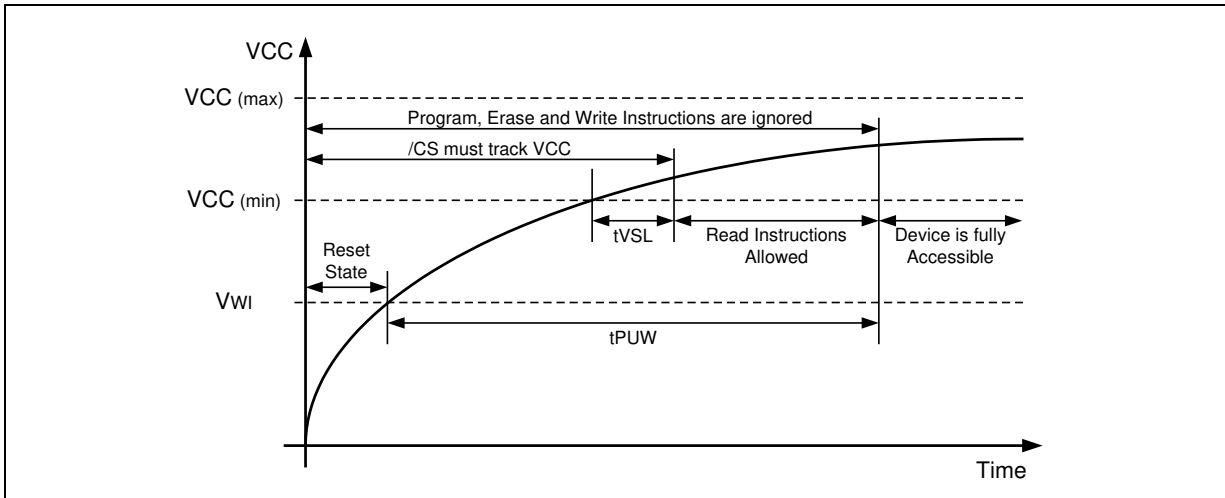 VCC
VCC (max)
Program, Erase and Write Instructions are ignored
/CS must track VCC
VCC (min)
tVSL
Read Instructions
Allowed
Device is fully
Accessible
Reset
State
VWI
tPUW
Time